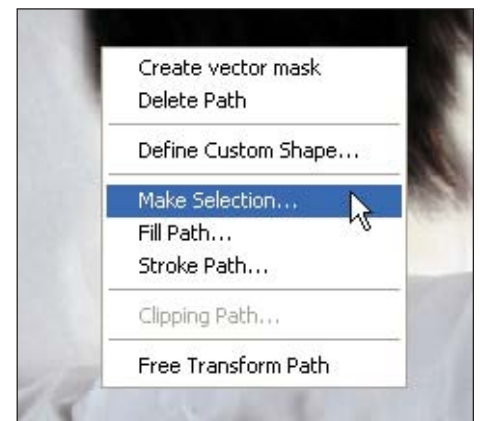 Create vector mask
Delete Path
Define Custom Shape...
Make Selection...
Fill Path...
Stroke Path...
Clipping Path...
Free Transform Path